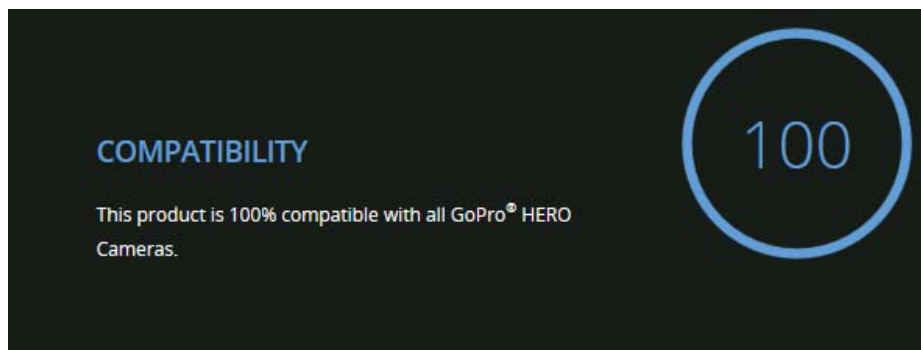 COMPATIBILITY
This product is 100% compatible with all GoPro® HERO
Cameras.
100